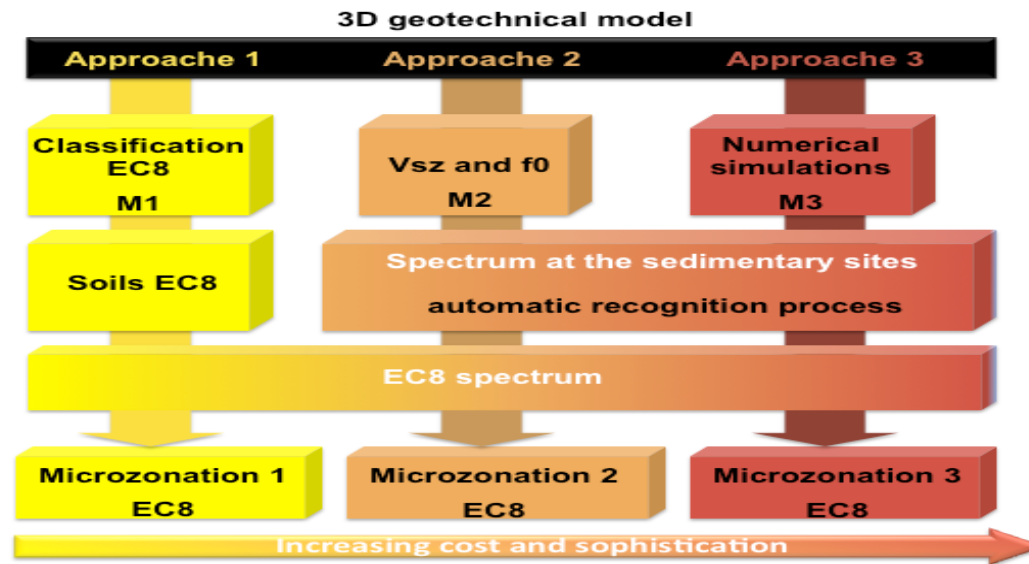 3D geotechnical model
Approache 1 Approache 2 Approache 3
Classification
EC8
M1
Vsz and f0
M2
Numerical
simulations
M3
Soils EC8
Spectrum at the sedimentary sites
automatic recognition process
EC8 spectrum
Microzonation 1
EC8
Microzonation 2
EC8
Microzonation 3
EC8
Increasing cost and sophistication